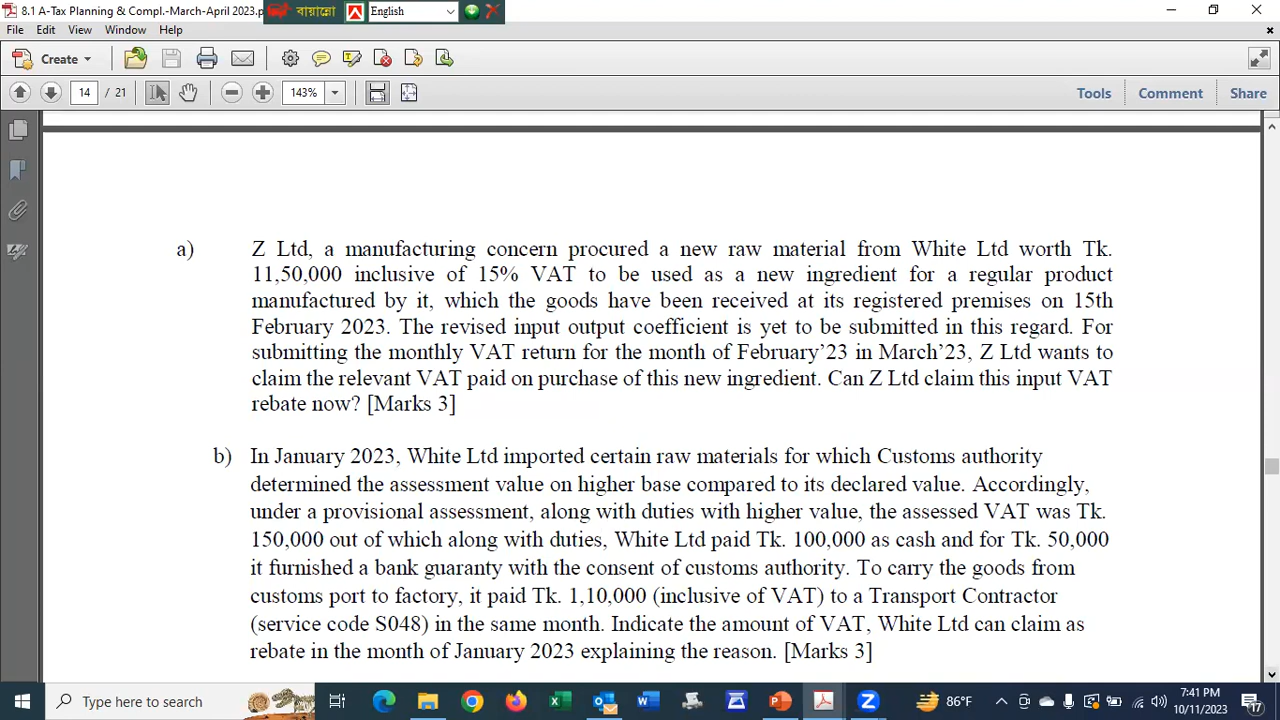 8.1 A-Tax Planning & Compl.-March-April 2023.p
বায়ান্নো
English
File Edit View Window Help
Create
14 / 21
143%
Tools Comment Share
a) Z Ltd, a manufacturing concern procured a new raw material from White Ltd worth Tk.
11,50,000 inclusive of 15% VAT to be used as a new ingredient for a regular product
manufactured by it, which the goods have been received at its registered premises on 15th
February 2023. The revised input output coefficient is yet to be submitted in this regard. For
submitting the monthly VAT return for the month of February’23 in March’23, Z Ltd wants to
claim the relevant VAT paid on purchase of this new ingredient. Can Z Ltd claim this input VAT
rebate now? [Marks 3]
b) In January 2023, White Ltd imported certain raw materials for which Customs authority
determined the assessment value on higher base compared to its declared value. Accordingly,
under a provisional assessment, along with duties with higher value, the assessed VAT was Tk.
150,000 out of which along with duties, White Ltd paid Tk. 100,000 as cash and for Tk. 50,000
it furnished a bank guaranty with the consent of customs authority. To carry the goods from
customs port to factory, it paid Tk. 1,10,000 (inclusive of VAT) to a Transport Contractor
(service code S048) in the same month. Indicate the amount of VAT, White Ltd can claim as
rebate in the month of January 2023 explaining the reason. [Marks 3]
Type here to search
86°F
7:41 PM
10/11/2023
17